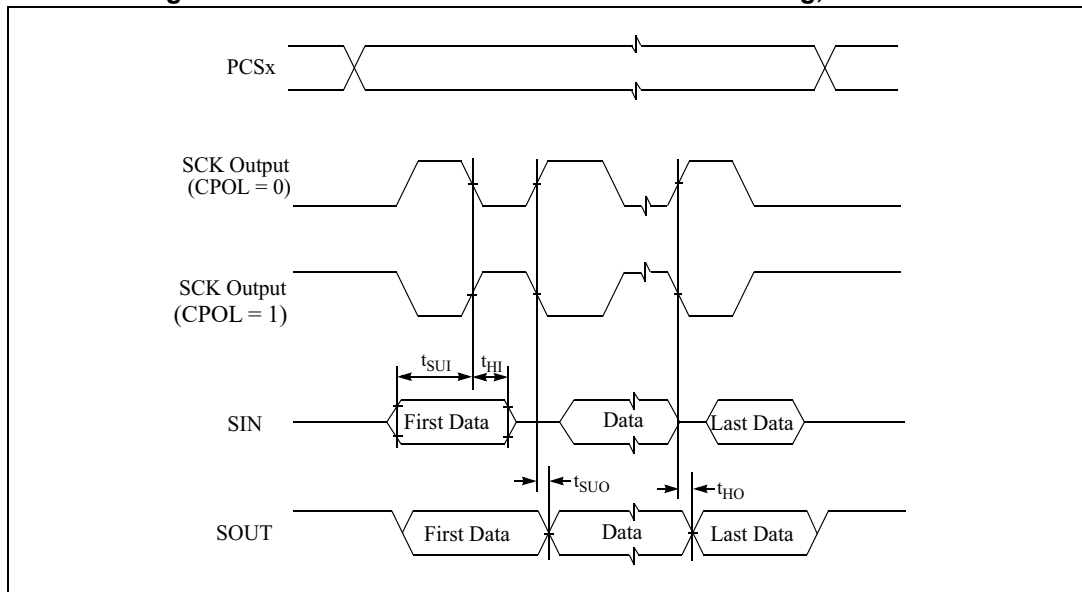 PCSx
SCK Output
(CPOL = 0)
SCK Output
(CPOL = 1)
tSUI
tHI
SIN
First Data
Data
Last Data
tSUO
tHO
SOUT
First Data
Data
Last Data